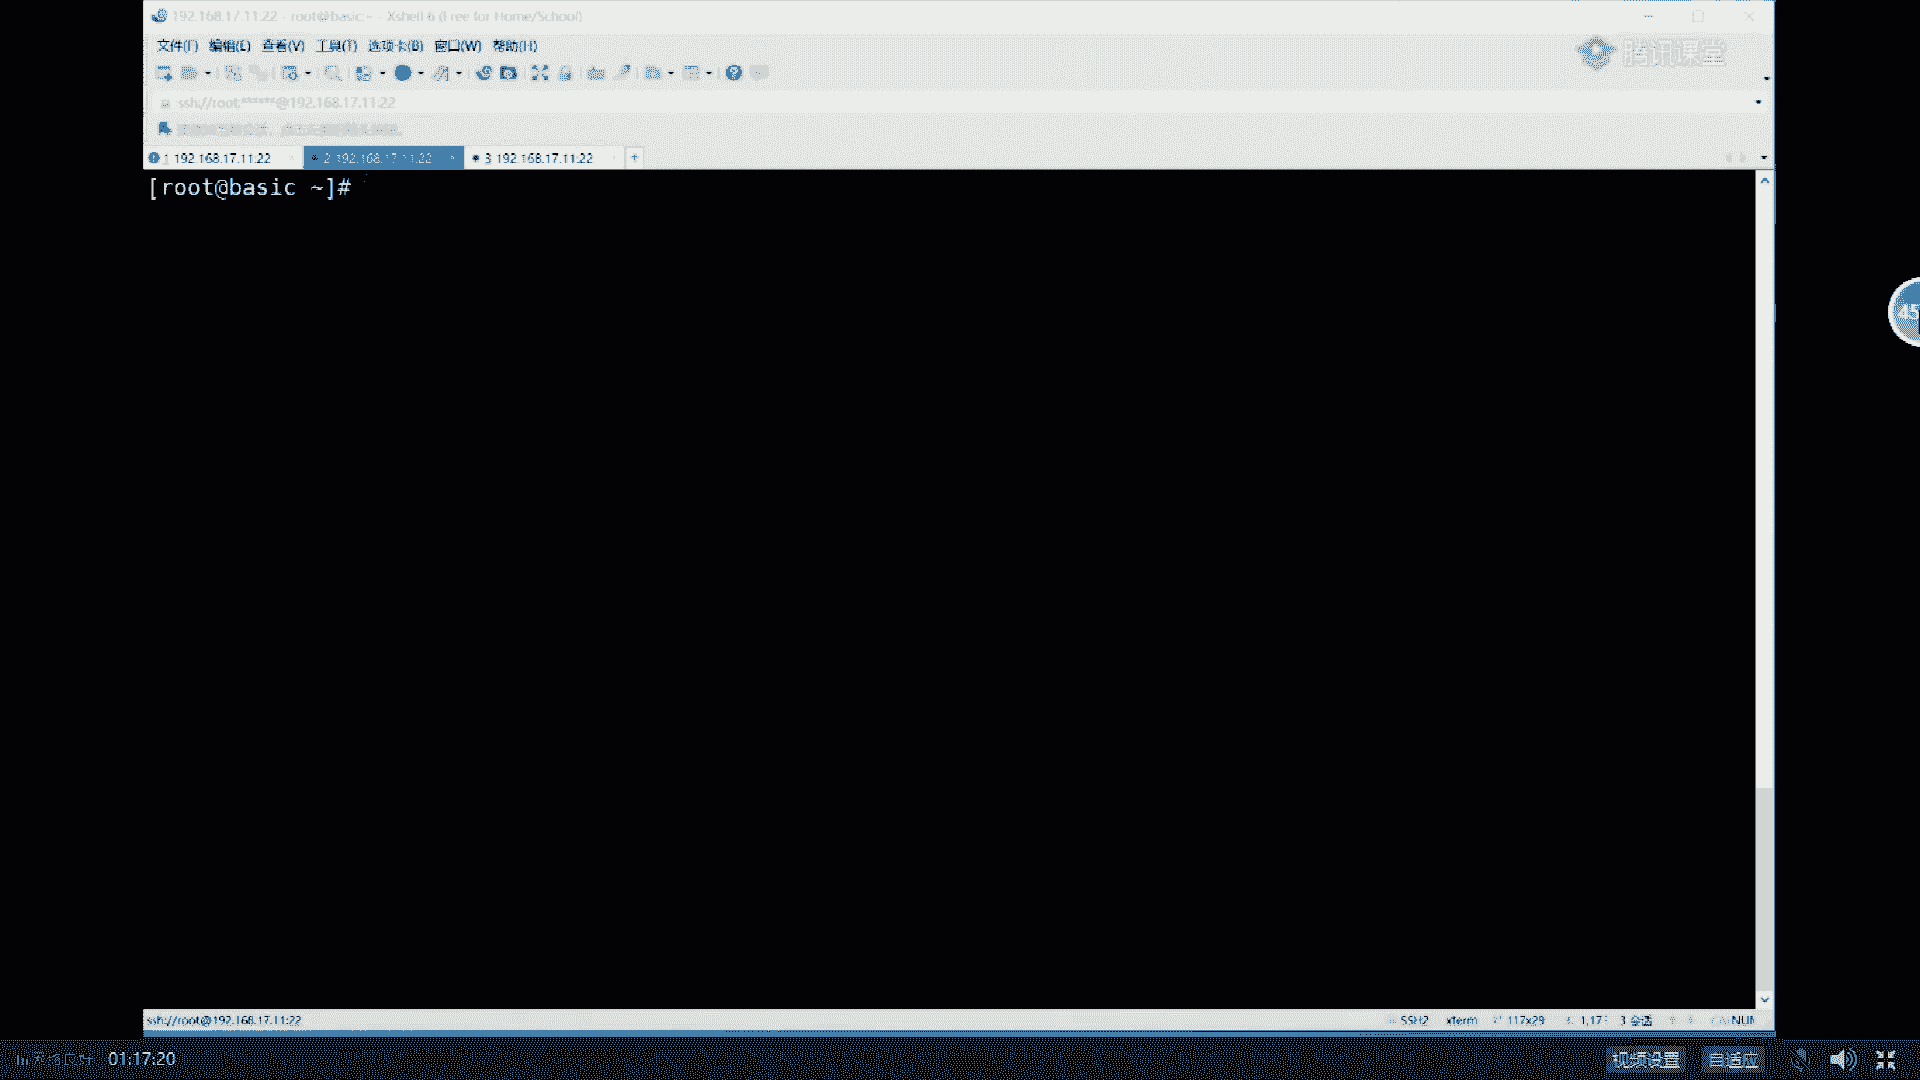 192.168.17.11:22 - root@basic:~ - Xshell 6 (Free for Home/School)
文件(F) 编辑(E) 查看(V) 工具(T) 选项卡(B) 窗口(W) 帮助(H)
腾讯课堂
ssh://root:******@192.168.17.11:22
1 192.168.17.11:22 2 192.168.17.11:22 3 192.168.17.11:22 +
[root@basic ~]#
45
ssh://root@192.168.17.11:22 SSH2 xterm 117x29 1,17 3 会话 NUM
01:17:20 视频设置 自适应